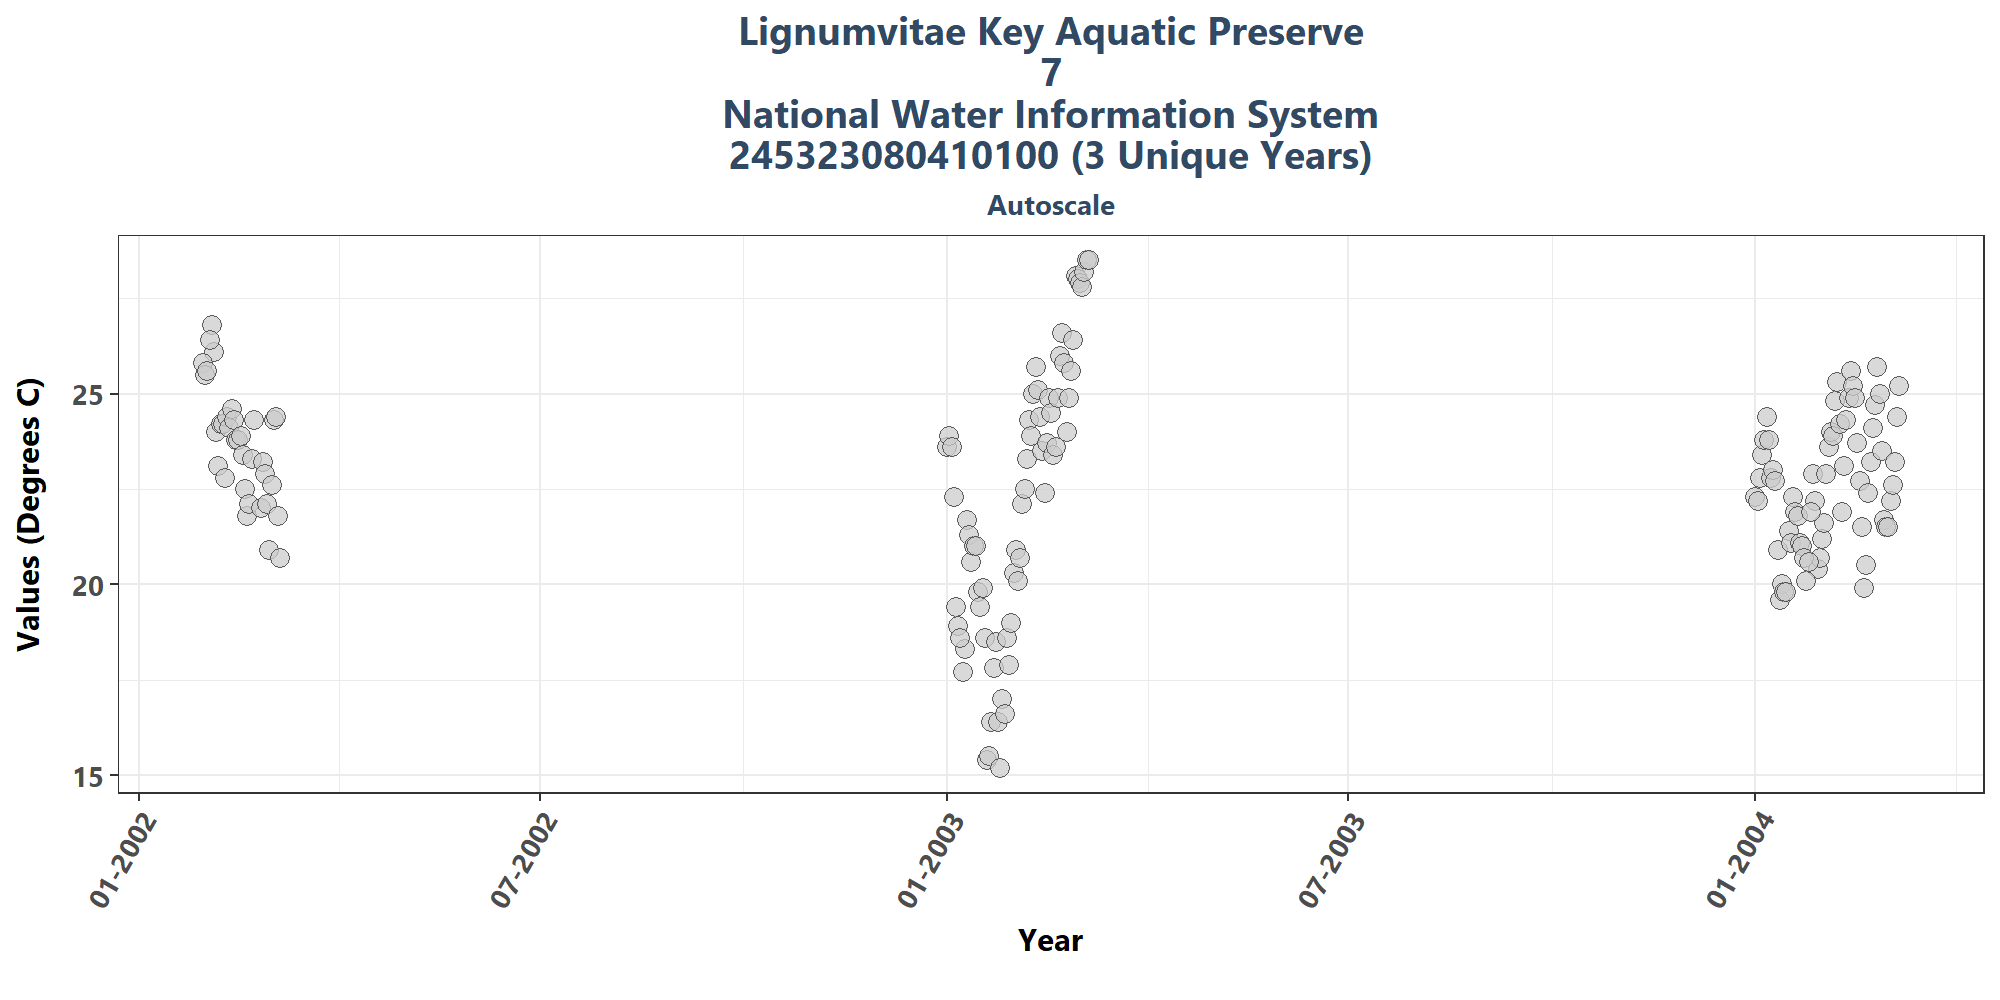 Lignumvitae Key Aquatic Preserve
7
National Water Information System
245323080410100 (3 Unique Years)
Autoscale
Values (Degrees C)
25
20
15
01-2002
07-2002
01-2003
07-2003
01-2004
Year